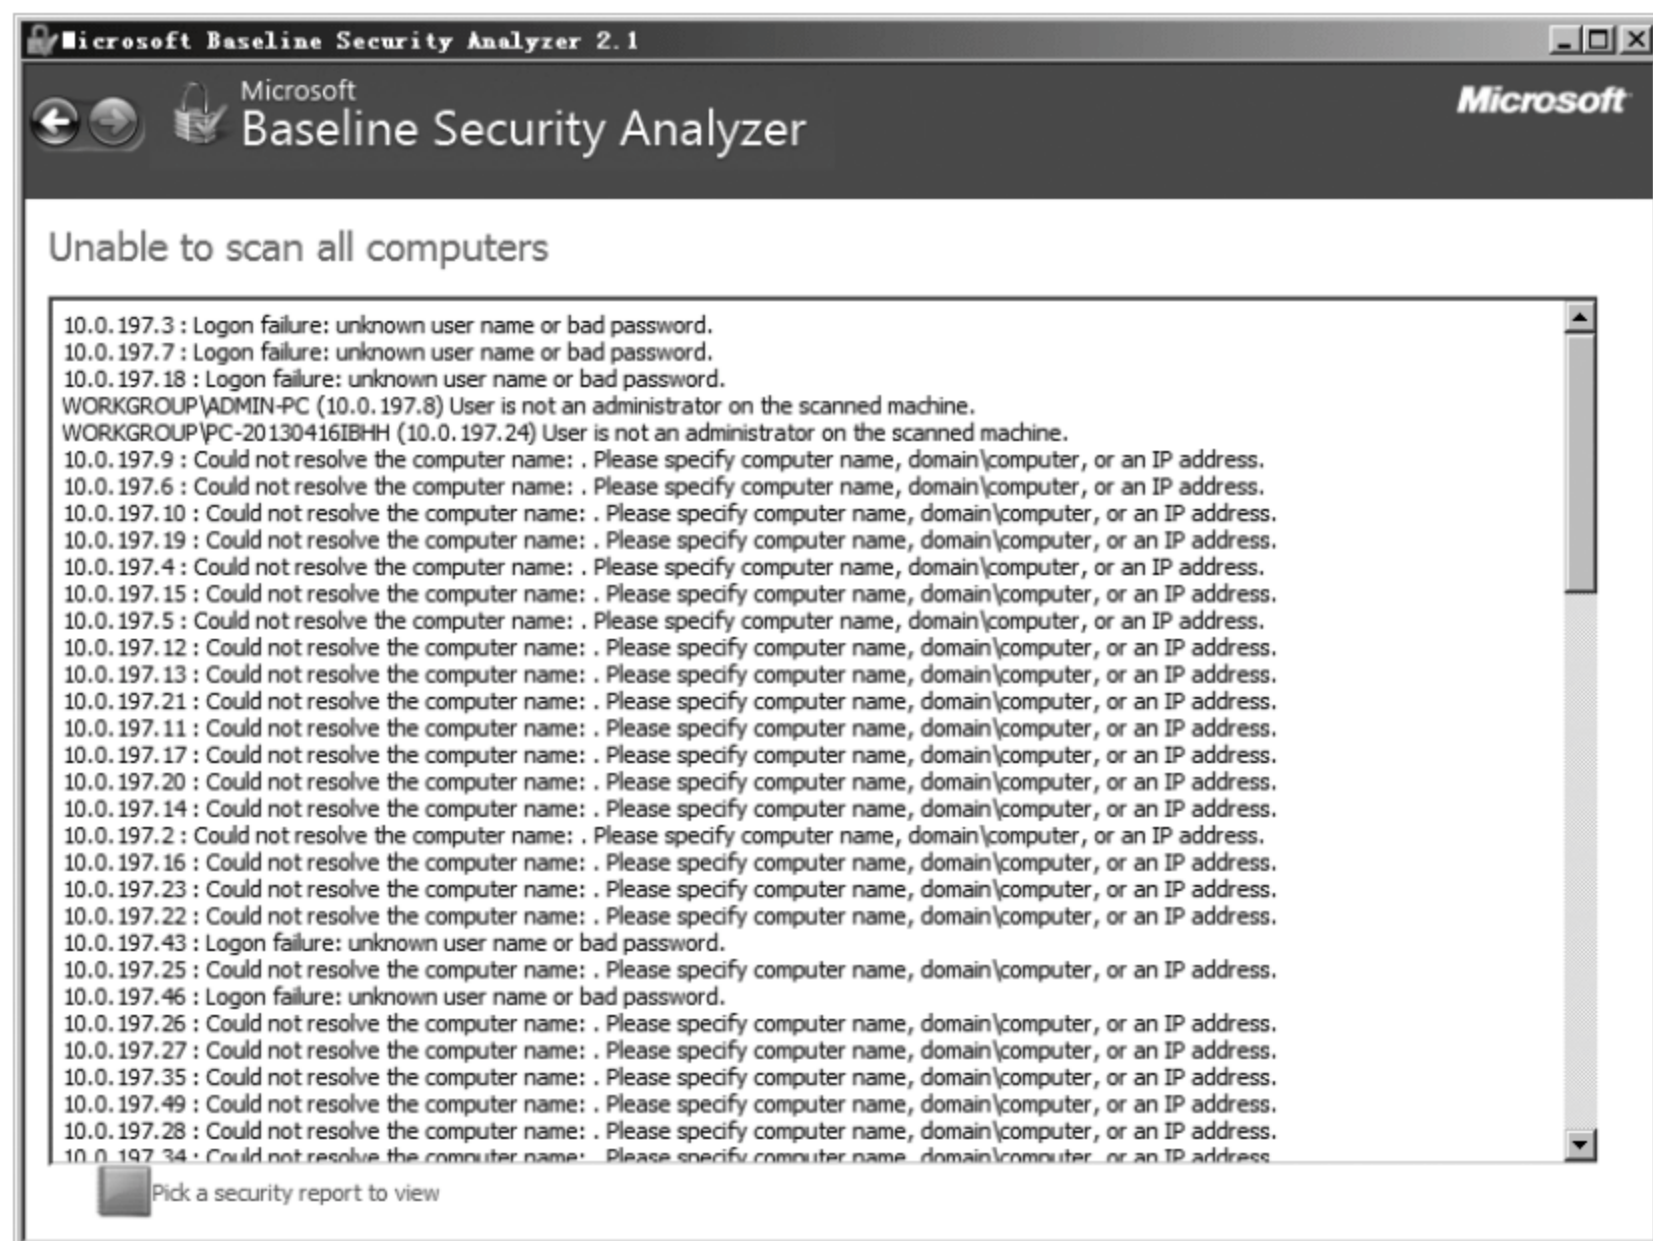 Microsoft Baseline Security Analyzer 2.1
Microsoft
Baseline Security Analyzer
Microsoft
Unable to scan all computers
10.0.197.3 : Logon failure: unknown user name or bad password.
10.0.197.7 : Logon failure: unknown user name or bad password.
10.0.197.18 : Logon failure: unknown user name or bad password.
WORKGROUP\ADMIN-PC (10.0.197.8) User is not an administrator on the scanned machine.
WORKGROUP\PC-20130416IBHH (10.0.197.24) User is not an administrator on the scanned machine.
10.0.197.9 : Could not resolve the computer name: . Please specify computer name, domain\computer, or an IP address.
10.0.197.6 : Could not resolve the computer name: . Please specify computer name, domain\computer, or an IP address.
10.0.197.10 : Could not resolve the computer name: . Please specify computer name, domain\computer, or an IP address.
10.0.197.19 : Could not resolve the computer name: . Please specify computer name, domain\computer, or an IP address.
10.0.197.4 : Could not resolve the computer name: . Please specify computer name, domain\computer, or an IP address.
10.0.197.15 : Could not resolve the computer name: . Please specify computer name, domain\computer, or an IP address.
10.0.197.5 : Could not resolve the computer name: . Please specify computer name, domain\computer, or an IP address.
10.0.197.12 : Could not resolve the computer name: . Please specify computer name, domain\computer, or an IP address.
10.0.197.13 : Could not resolve the computer name: . Please specify computer name, domain\computer, or an IP address.
10.0.197.21 : Could not resolve the computer name: . Please specify computer name, domain\computer, or an IP address.
10.0.197.11 : Could not resolve the computer name: . Please specify computer name, domain\computer, or an IP address.
10.0.197.17 : Could not resolve the computer name: . Please specify computer name, domain\computer, or an IP address.
10.0.197.20 : Could not resolve the computer name: . Please specify computer name, domain\computer, or an IP address.
10.0.197.14 : Could not resolve the computer name: . Please specify computer name, domain\computer, or an IP address.
10.0.197.2 : Could not resolve the computer name: . Please specify computer name, domain\computer, or an IP address.
10.0.197.16 : Could not resolve the computer name: . Please specify computer name, domain\computer, or an IP address.
10.0.197.23 : Could not resolve the computer name: . Please specify computer name, domain\computer, or an IP address.
10.0.197.22 : Could not resolve the computer name: . Please specify computer name, domain\computer, or an IP address.
10.0.197.43 : Logon failure: unknown user name or bad password.
10.0.197.25 : Could not resolve the computer name: . Please specify computer name, domain\computer, or an IP address.
10.0.197.46 : Logon failure: unknown user name or bad password.
10.0.197.26 : Could not resolve the computer name: . Please specify computer name, domain\computer, or an IP address.
10.0.197.27 : Could not resolve the computer name: . Please specify computer name, domain\computer, or an IP address.
10.0.197.35 : Could not resolve the computer name: . Please specify computer name, domain\computer, or an IP address.
10.0.197.49 : Could not resolve the computer name: . Please specify computer name, domain\computer, or an IP address.
10.0.197.28 : Could not resolve the computer name: . Please specify computer name, domain\computer, or an IP address.
10.0.197.34 : Could not resolve the computer name: . Please specify computer name, domain\computer, or an IP address.
Pick a security report to view